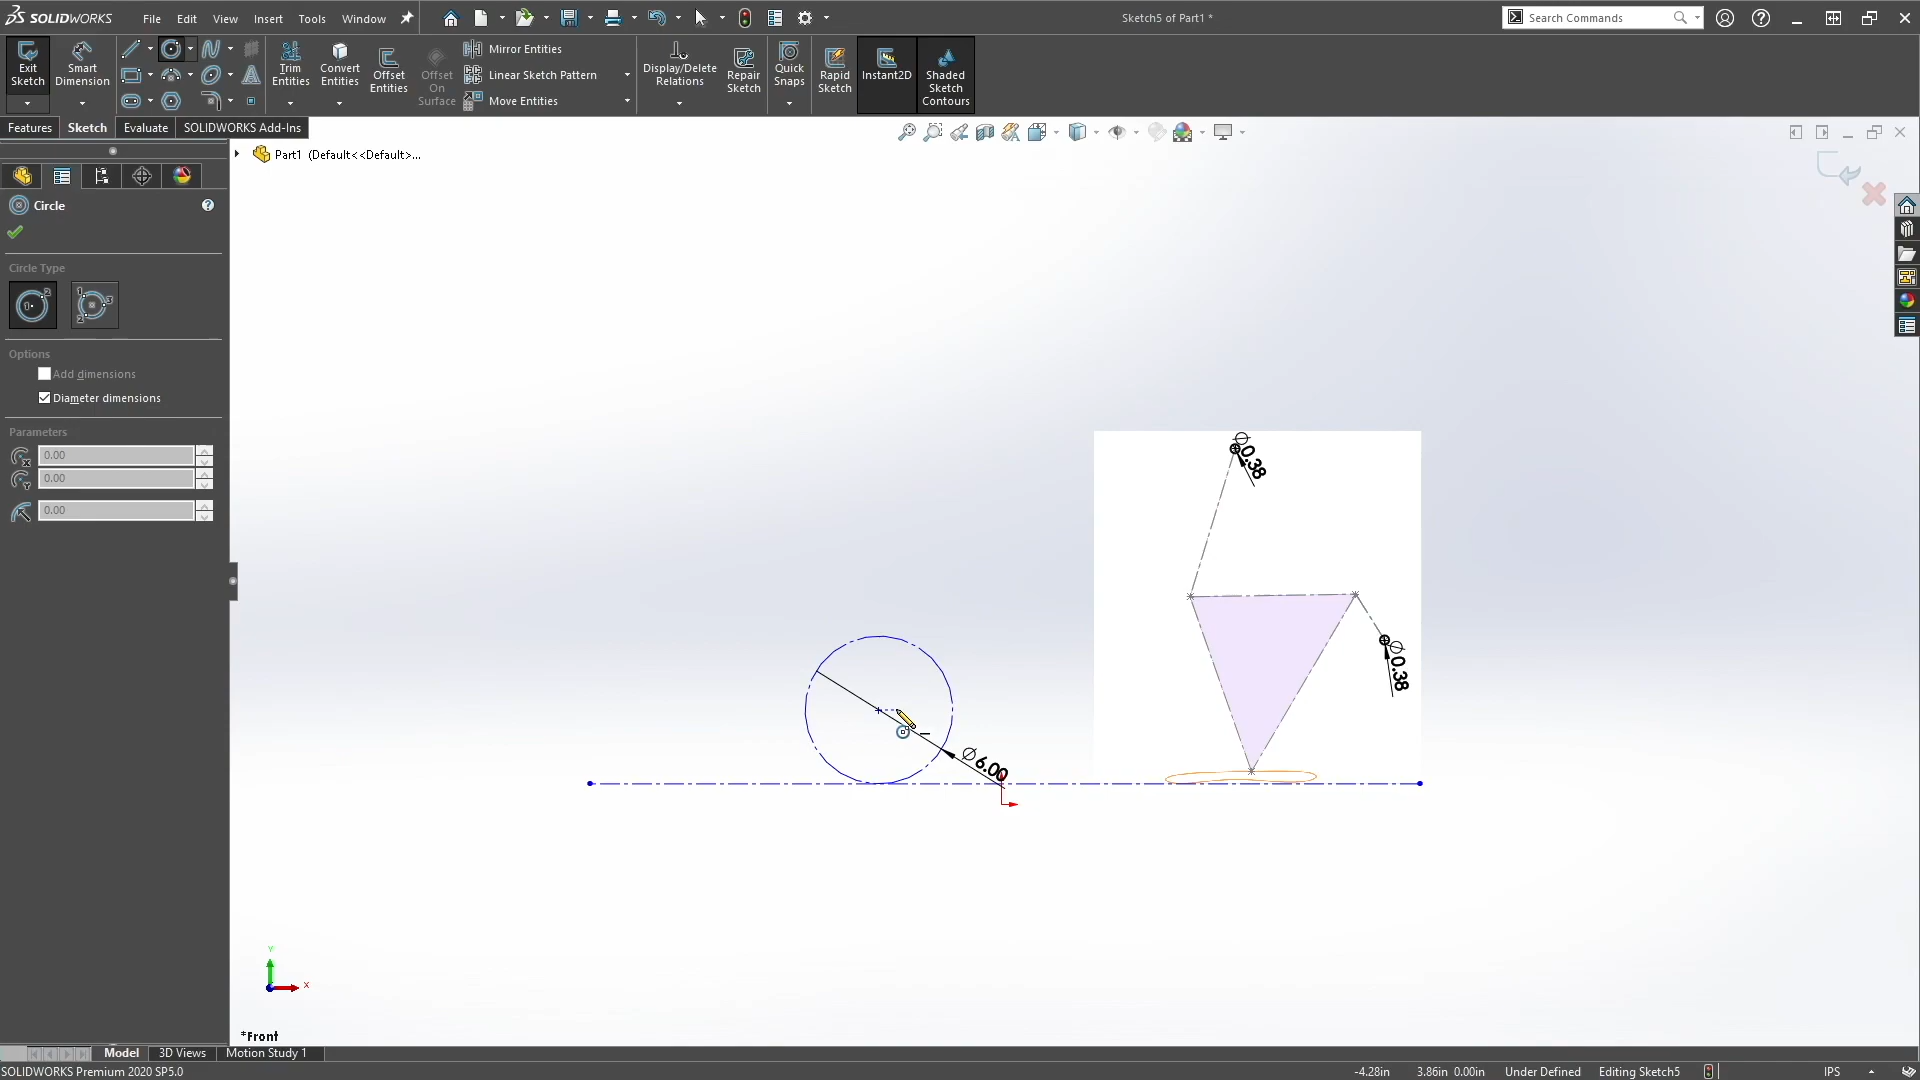 SOLIDWORKS File Edit View Insert Tools Window Sketch5 of Part1 * Search Commands
Exit Sketch
Smart Dimension
Trim Entities
Convert Entities
Offset Entities
Offset On Surface
Mirror Entities
Linear Sketch Pattern
Move Entities
Display/Delete Relations
Repair Sketch
Quick Snaps
Rapid Sketch
Instant2D
Shaded Sketch Contours
Features Sketch Evaluate SOLIDWORKS Add-Ins
Part1 (Default<<Default>...
Circle
Circle Type
Options
Add dimensions
Diameter dimensions
Parameters
0.00
0.00
0.00
Ø0.38
Ø0.38
Ø6.00
Y
X
*Front
Model 3D Views Motion Study 1
SOLIDWORKS Premium 2020 SP5.0 -4.28in 3.86in 0.00in Under Defined Editing Sketch5 IPS